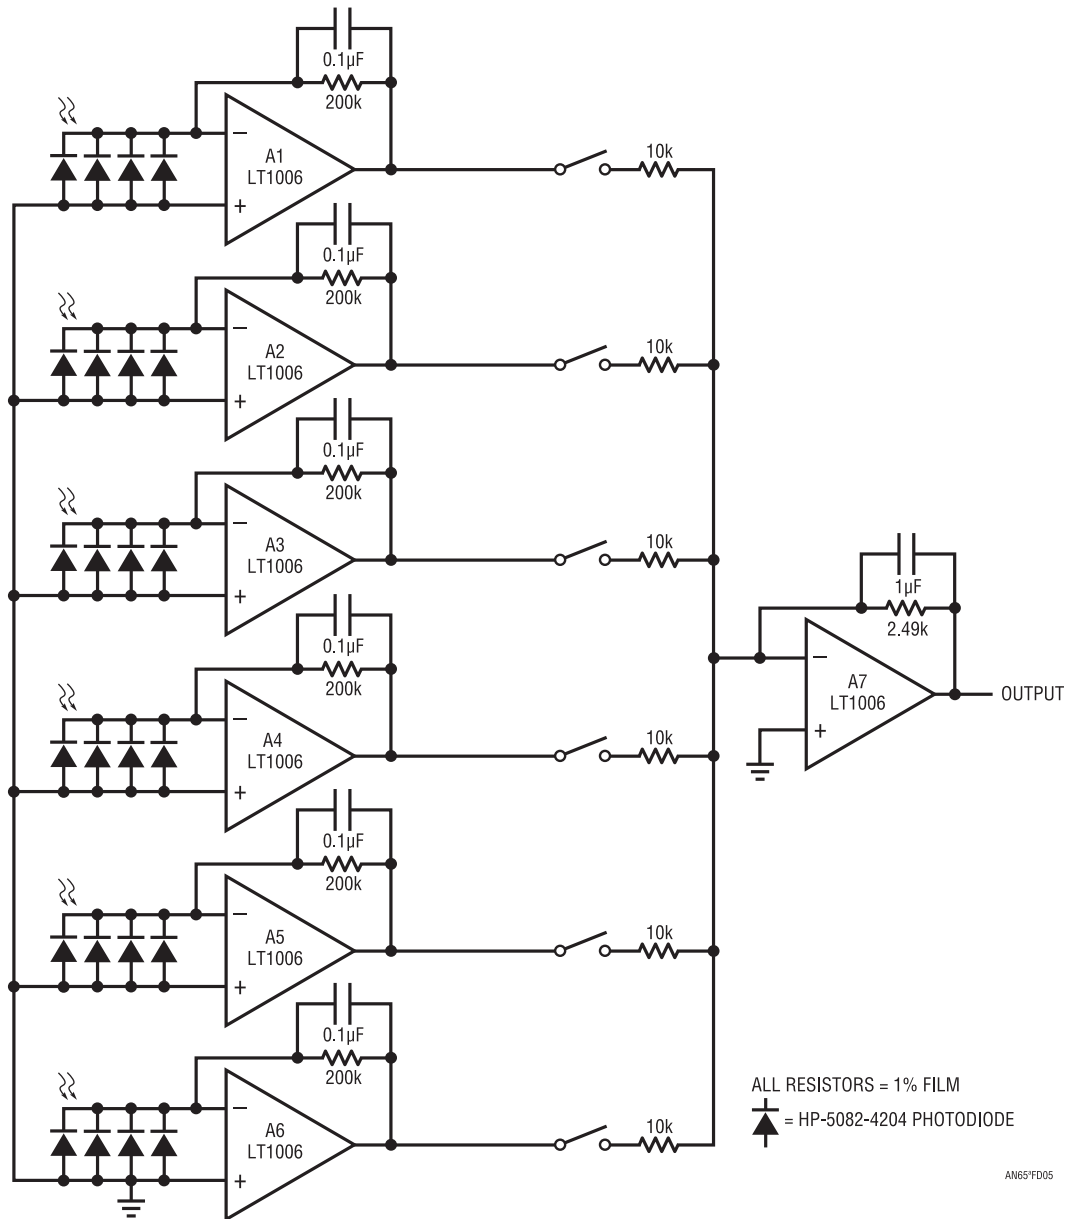 0.1µF
200k
−
A1
LT1006
+
10k
0.1µF
200k
−
A2
LT1006
+
10k
0.1µF
200k
−
A3
LT1006
+
10k
1µF
2.49k
−
A7
LT1006
+
OUTPUT
0.1µF
200k
−
A4
LT1006
+
10k
0.1µF
200k
−
A5
LT1006
+
10k
0.1µF
200k
−
A6
LT1006
+
10k
ALL RESISTORS = 1% FILM
= HP-5082-4204 PHOTODIODE
AN65*FD05